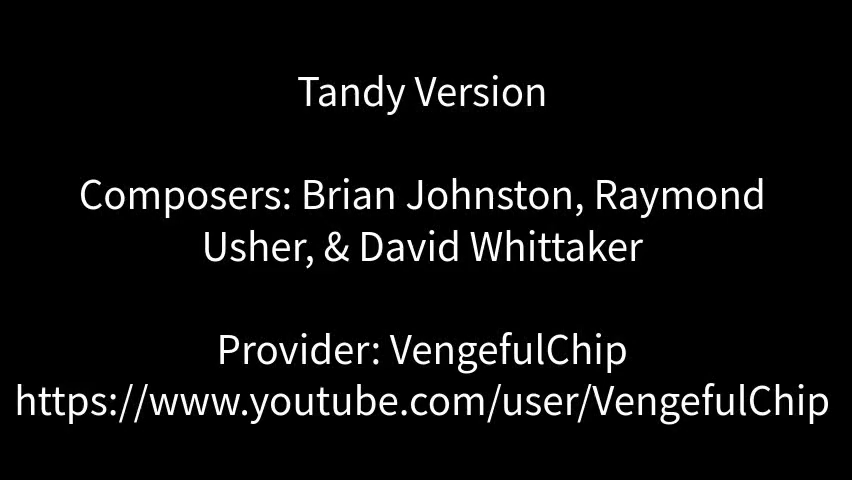 Tandy Version
Composers: Brian Johnston, Raymond
Usher, & David Whittaker
Provider: VengefulChip
https://www.youtube.com/user/VengefulChip